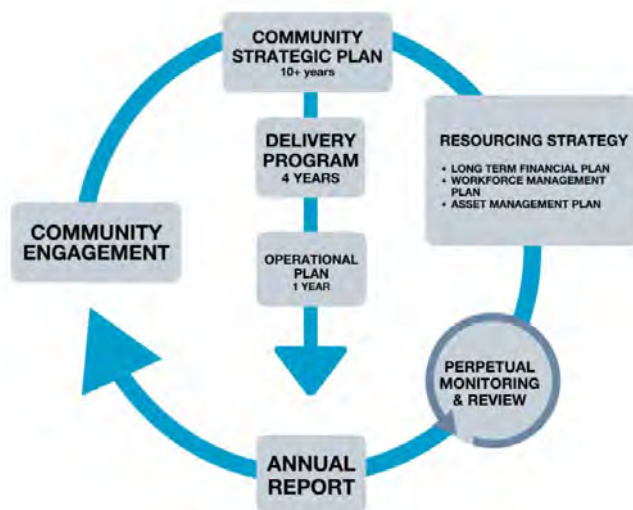 COMMUNITY
STRATEGIC PLAN
10+ years
DELIVERY
PROGRAM
4 YEARS
OPERATIONAL
PLAN
1 YEAR
RESOURCING STRATEGY
• LONG TERM FINANCIAL PLAN
• WORKFORCE MANAGEMENT
PLAN
• ASSET MANAGEMENT PLAN
COMMUNITY
ENGAGEMENT
PERPETUAL
MONITORING
& REVIEW
ANNUAL
REPORT